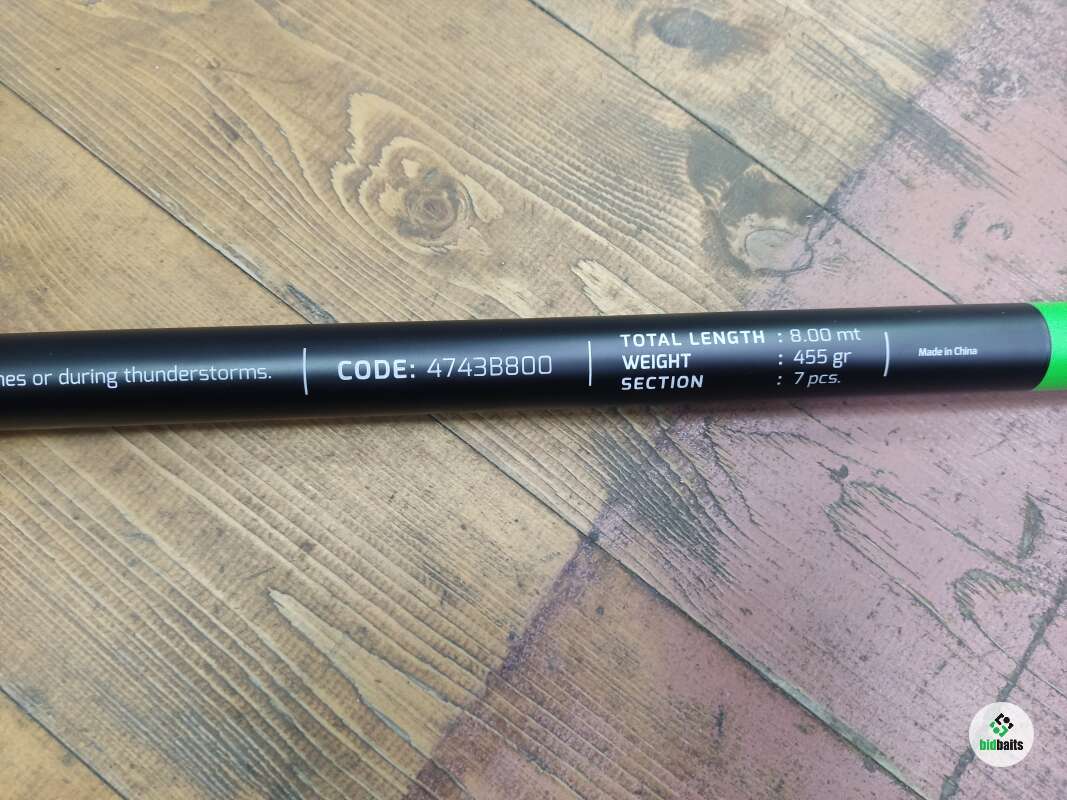 nes or during thunderstorms.
CODE: 4743B800
TOTAL LENGTH : 8.00 mt
WEIGHT : 455 gr
SECTION : 7 pcs.
Made in China
bidbaits